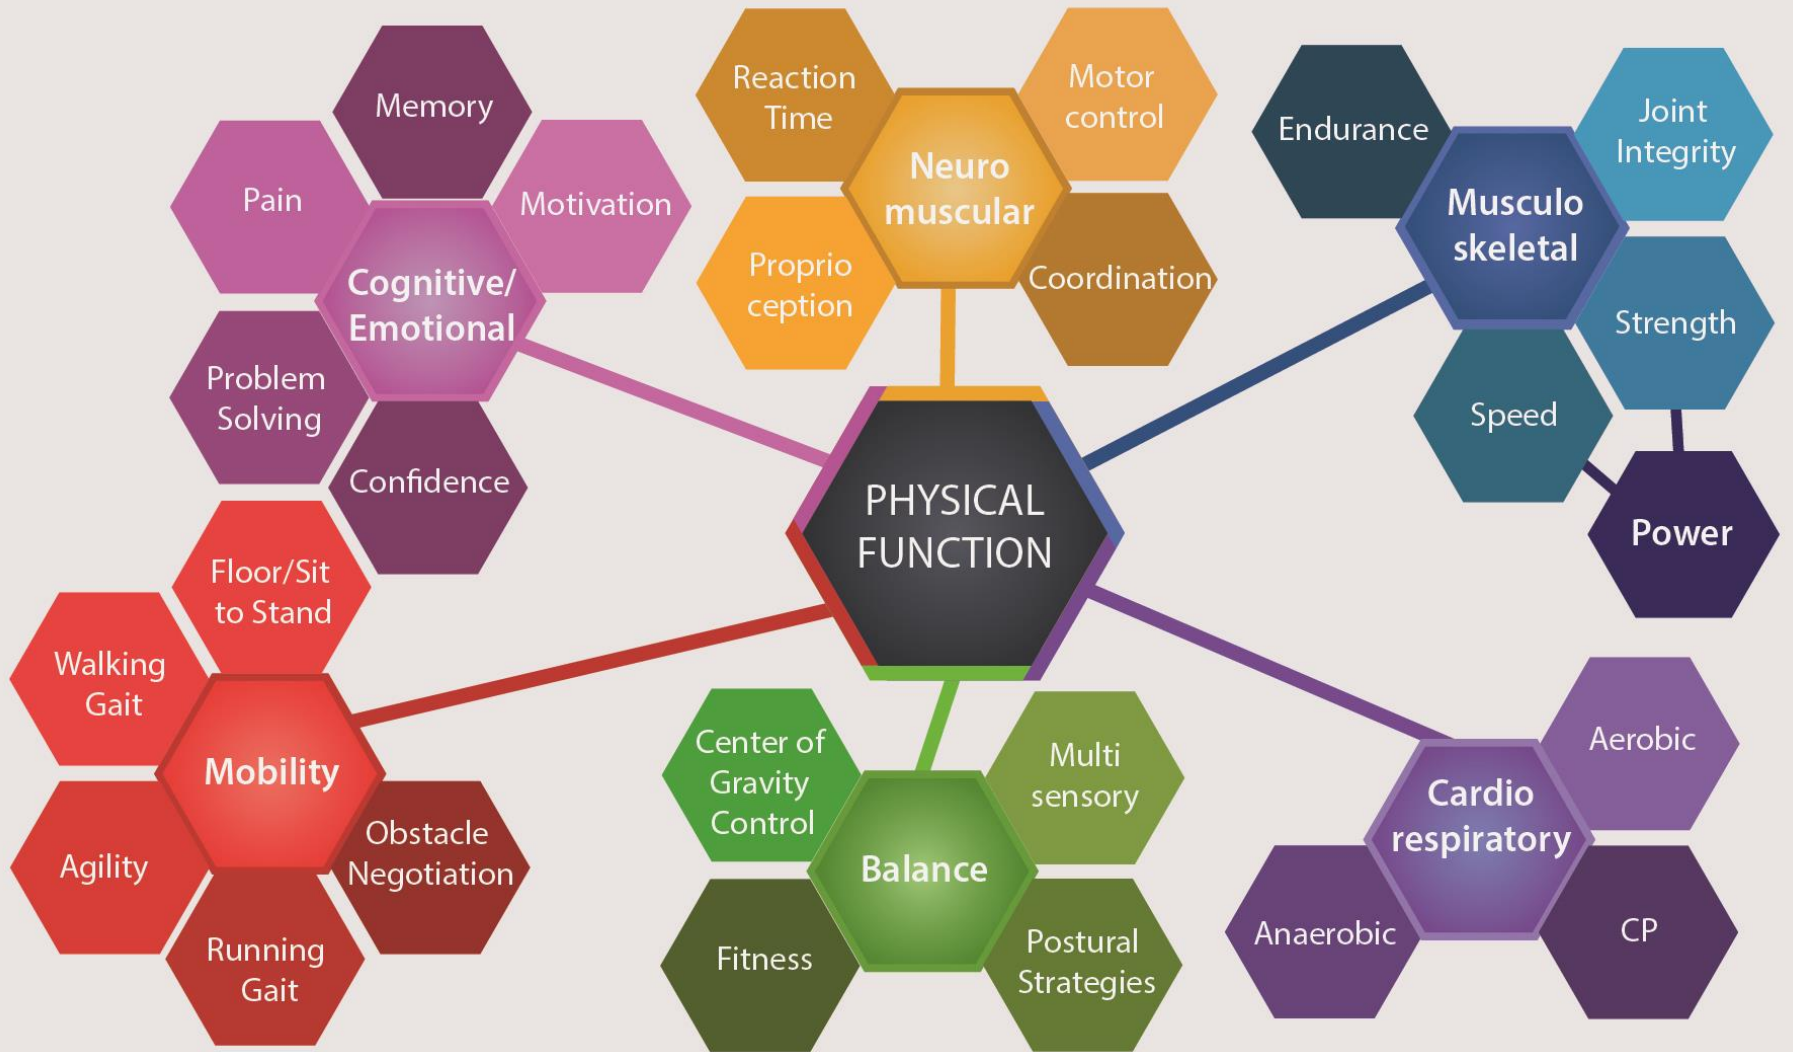 PHYSICAL
FUNCTION
Cognitive/
Emotional
Memory
Motivation
Pain
Problem
Solving
Confidence
Neuro
muscular
Reaction
Time
Motor
control
Proprio
ception
Coordination
Musculo
skeletal
Endurance
Joint
Integrity
Strength
Speed
Power
Mobility
Floor/Sit
to Stand
Walking
Gait
Agility
Running
Gait
Obstacle
Negotiation
Balance
Center of
Gravity
Control
Multi
sensory
Fitness
Postural
Strategies
Cardio
respiratory
Aerobic
Anaerobic
CP